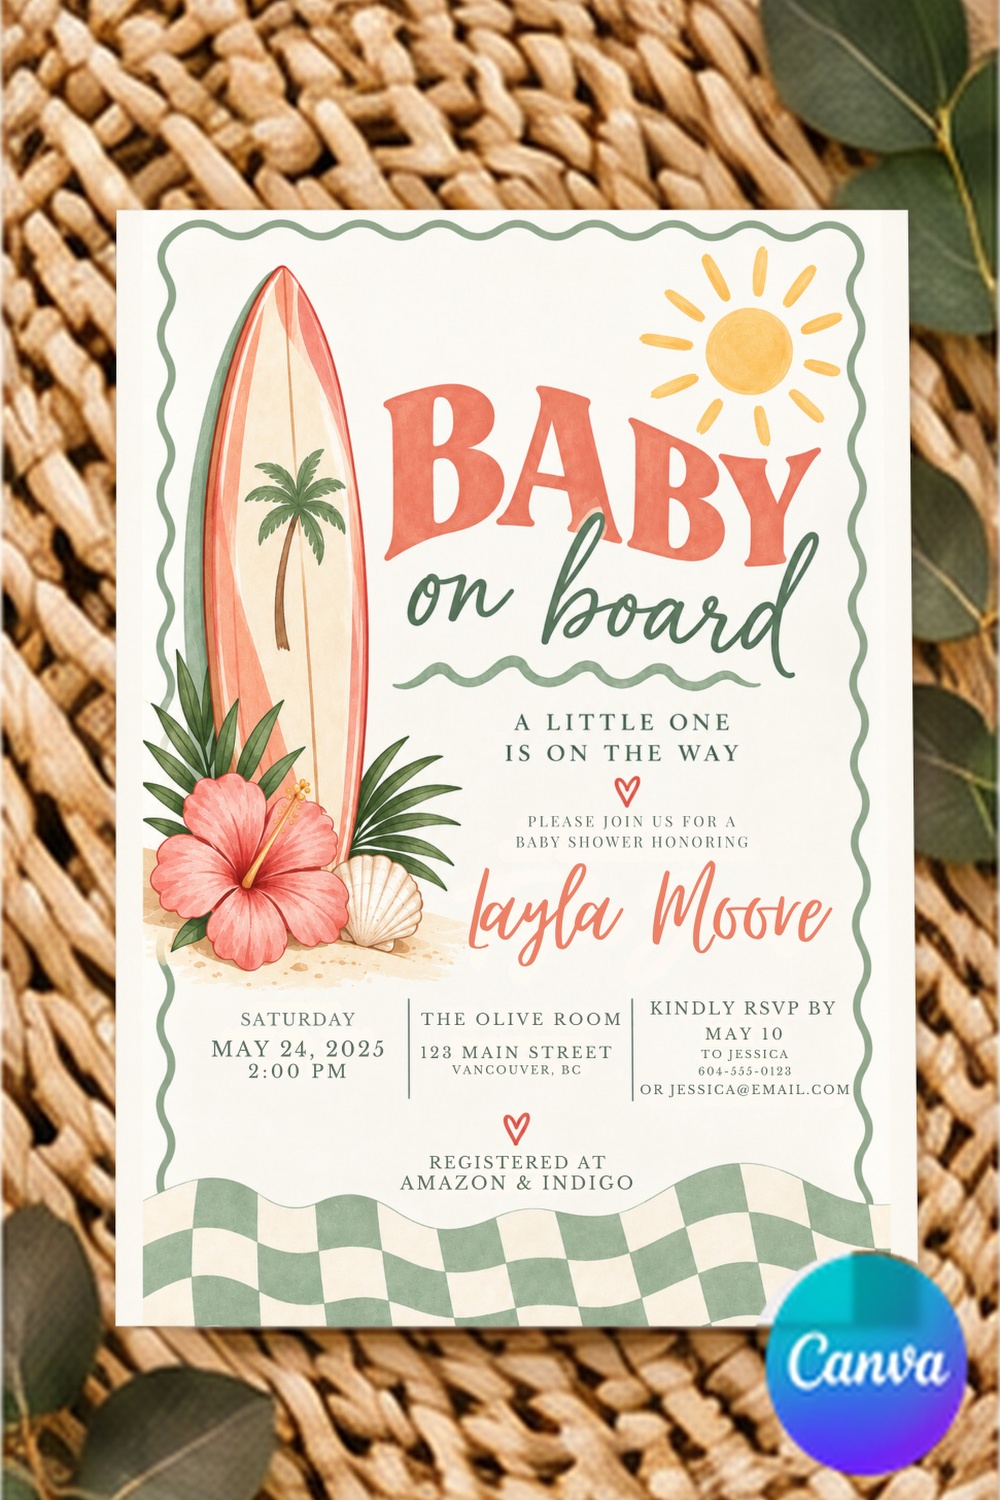 BABY
on board
A LITTLE ONE
IS ON THE WAY
PLEASE JOIN US FOR A
BABY SHOWER HONORING
Layla Moore
SATURDAY
MAY 24, 2025
2:00 PM
THE OLIVE ROOM
123 MAIN STREET
VANCOUVER, BC
KINDLY RSVP BY
MAY 10
TO JESSICA
604-555-0123
OR JESSICA@EMAIL.COM
REGISTERED AT
AMAZON & INDIGO
Canva